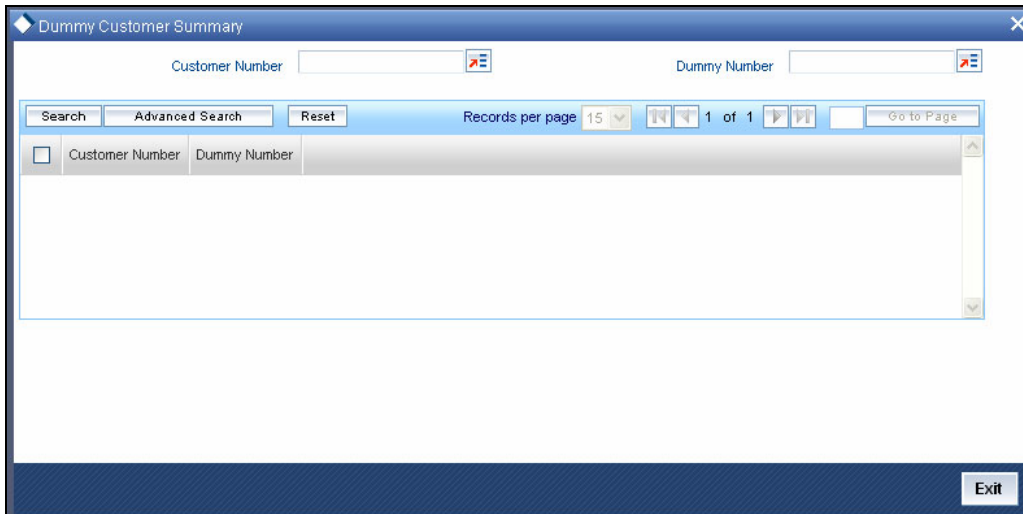 Dummy Customer Summary
Customer Number Dummy Number
Search Advanced Search Reset Records per page 15 1 of 1 Go to Page
Customer Number Dummy Number
Exit